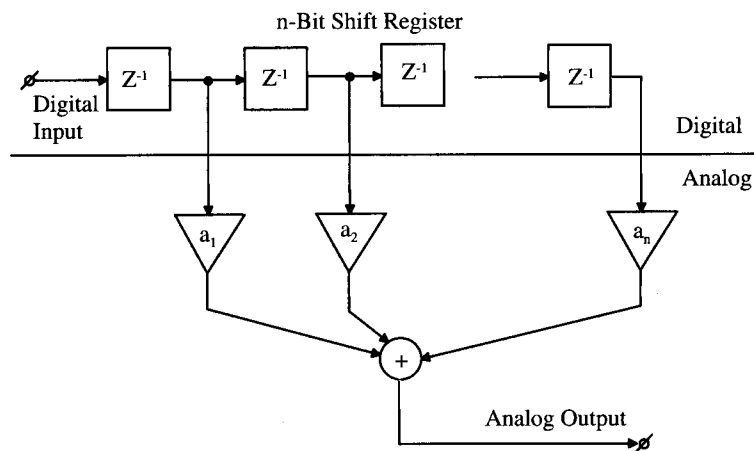 n-Bit Shift Register
Z⁻¹ Z⁻¹ Z⁻¹ Z⁻¹
Digital
Input
Digital
Analog
a₁ a₂ aₙ
+
Analog Output